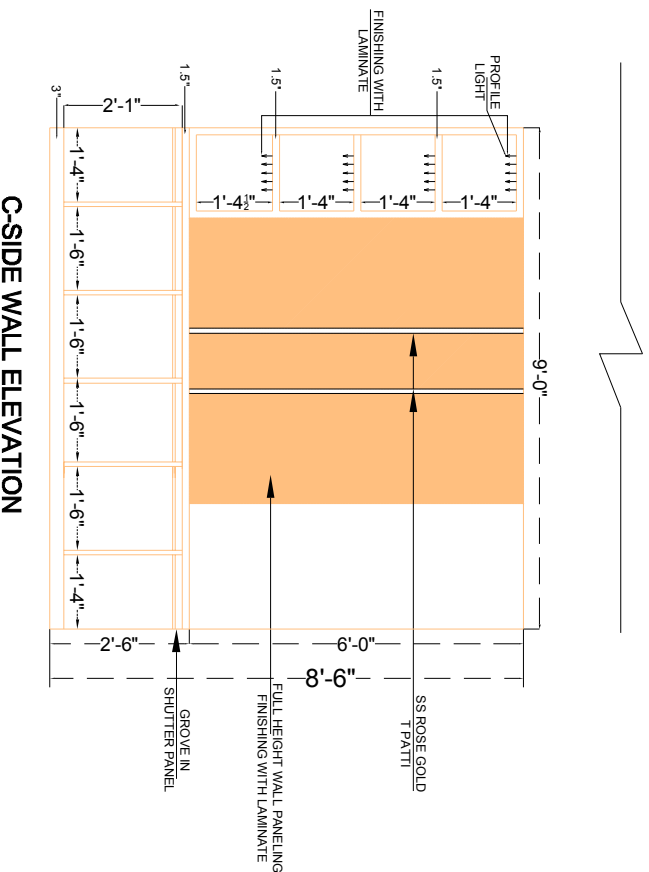 FINISHING WITH
LAMINATE
PROFILE
LIGHT
1.5"
1.5"
1.5"
3"
2'-1"
9'-0"
1'-4½"
1'-4"
1'-4"
1'-4"
1'-4"
1'-6"
1'-6"
1'-6"
1'-6"
1'-4"
2'-6"
6'-0"
8'-6"
GROVE IN
SHUTTER PANEL
FULL HEIGHT WALL PANELING
FINISHING WITH LAMINATE
SS ROSE GOLD
T PATTI
C-SIDE WALL ELEVATION